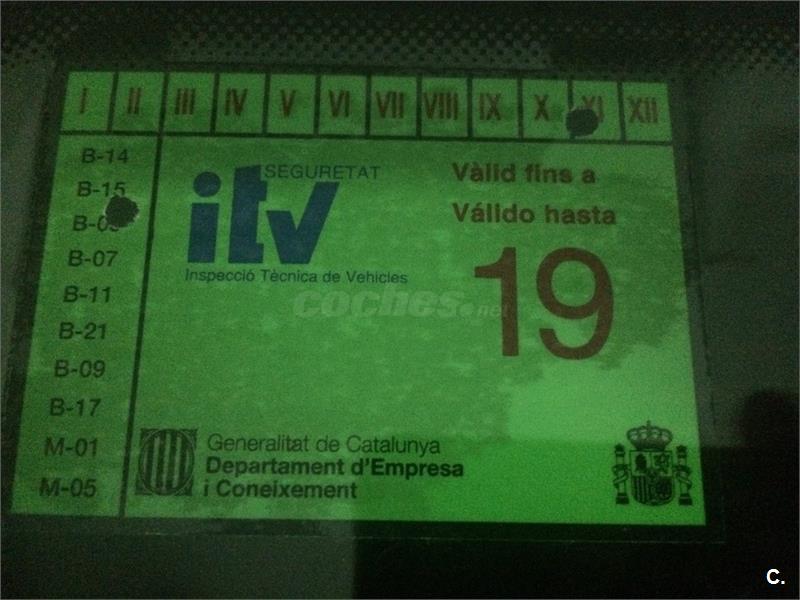 I II III IV V VI VII VIII IX X XI XII
B-14
B-15
B-07
B-11
B-21
B-09
B-17
M-01
M-05
SEGURETAT
itv
Inspecció Tècnica de Vehicles
Vàlid fins a
Válido hasta
19
coches.net
Generalitat de Catalunya
Departament d'Empresa
i Coneixement
C.